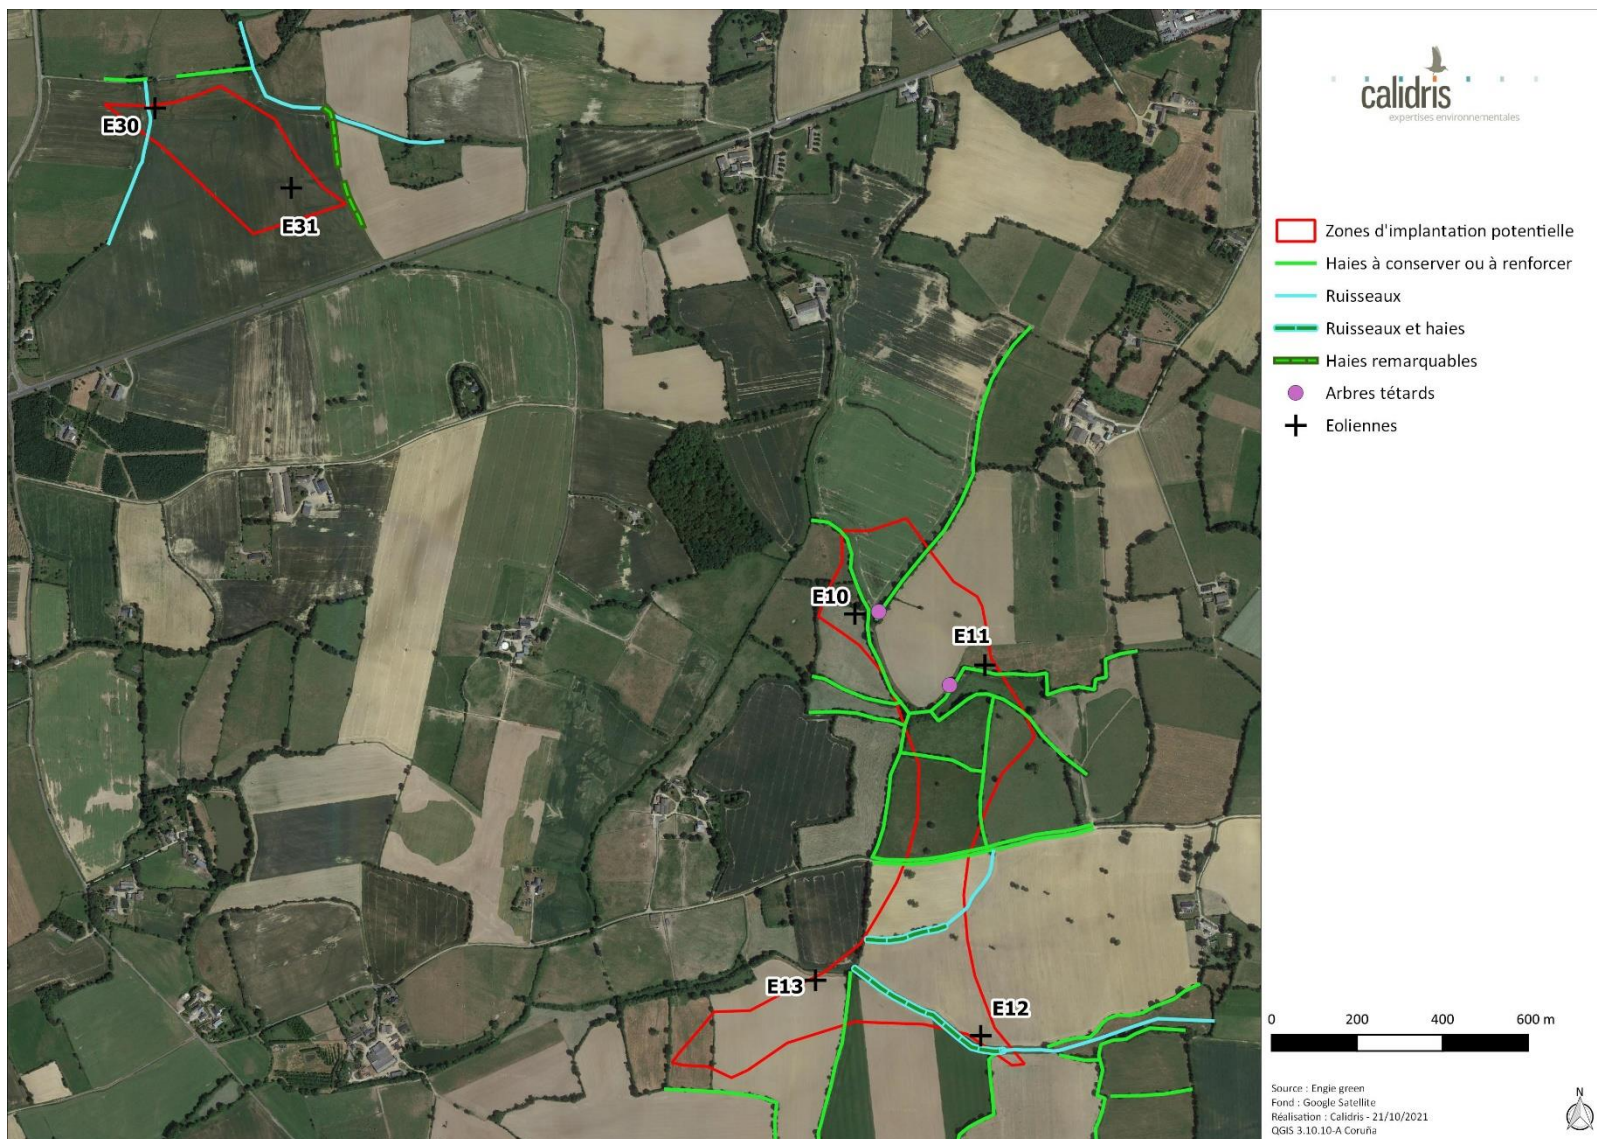 calidris
expertises environnementales
E30
E31
E10
E11
E13
E12
Zones d'implantation potentielle
Haies à conserver ou à renforcer
Ruisseaux
Ruisseaux et haies
Haies remarquables
Arbres tétards
Eoliennes
0 200 400 600 m
Source : Engie green
Fond : Google Satellite
Réalisation : Calidris - 21/10/2021
QGIS 3.10.10-A Coruña
N